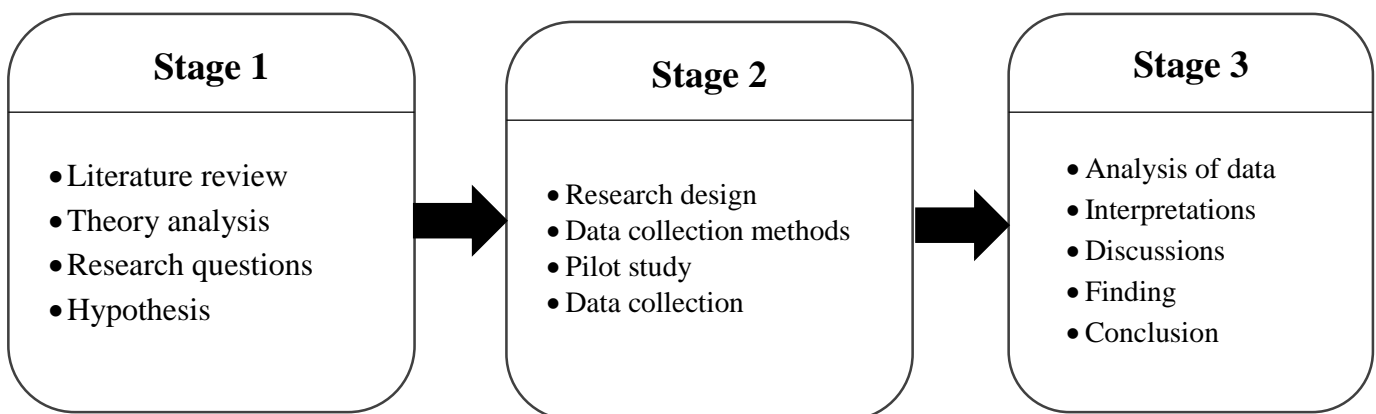 Stage 1
• Literature review
• Theory analysis
• Research questions
• Hypothesis
Stage 2
• Research design
• Data collection methods
• Pilot study
• Data collection
Stage 3
• Analysis of data
• Interpretations
• Discussions
• Finding
• Conclusion